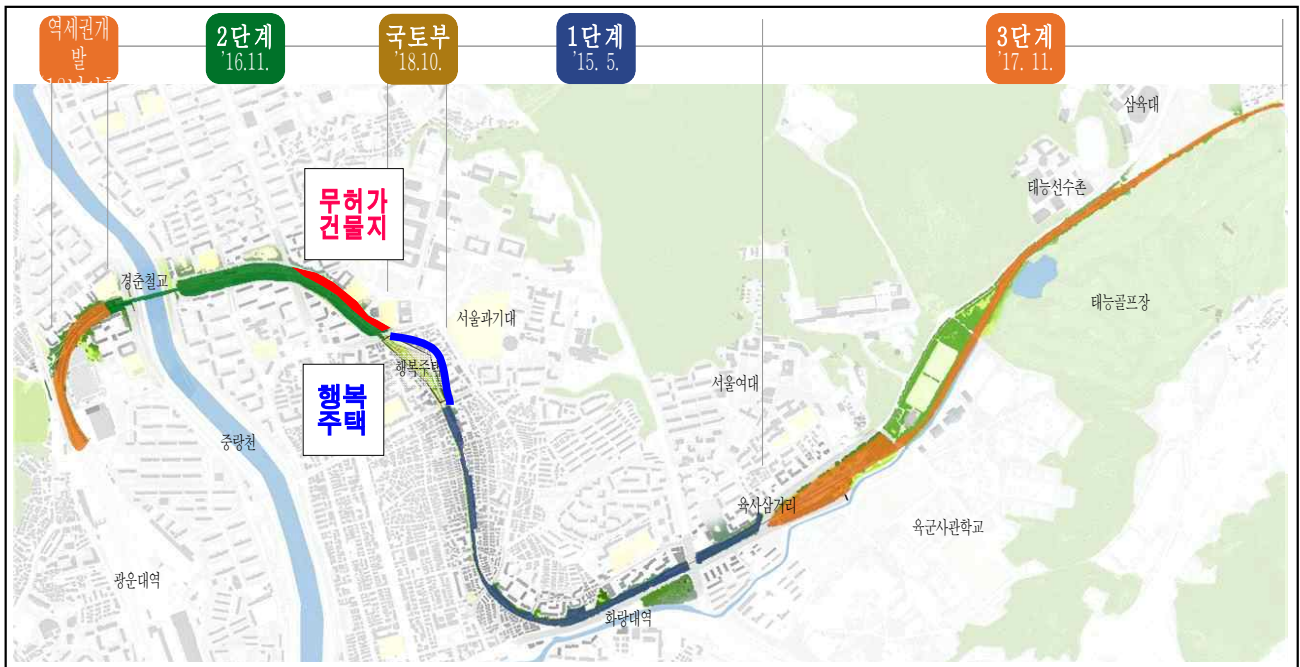 역세권개
발
2단계
'16.11.
국토부
'18.10.
1단계
'15. 5.
3단계
'17. 11.
삼육대
태능선수촌
무허가
건물지
경춘철교
태능골프장
서울과기대
행복주택
서울여대
행복
주택
중랑천
육사삼거리
육군사관학교
광운대역
화랑대역